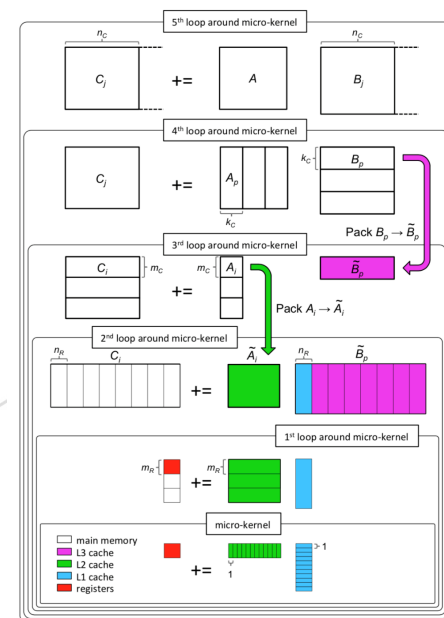 5th loop around micro-kernel
nC
nC
Cj
+=
A
Bj
4th loop around micro-kernel
Cj
+=
Ap
kC
kC
Bp
Pack Bp → B̃p
3rd loop around micro-kernel
Ci
mC
+=
mC
Ai
B̃p
Pack Ai → Ãi
2nd loop around micro-kernel
nR
Ci
+=
Ãi
nR
B̃p
1st loop around micro-kernel
mR
+=
mR
micro-kernel
main memory
L3 cache
L2 cache
L1 cache
registers
+=
1
1